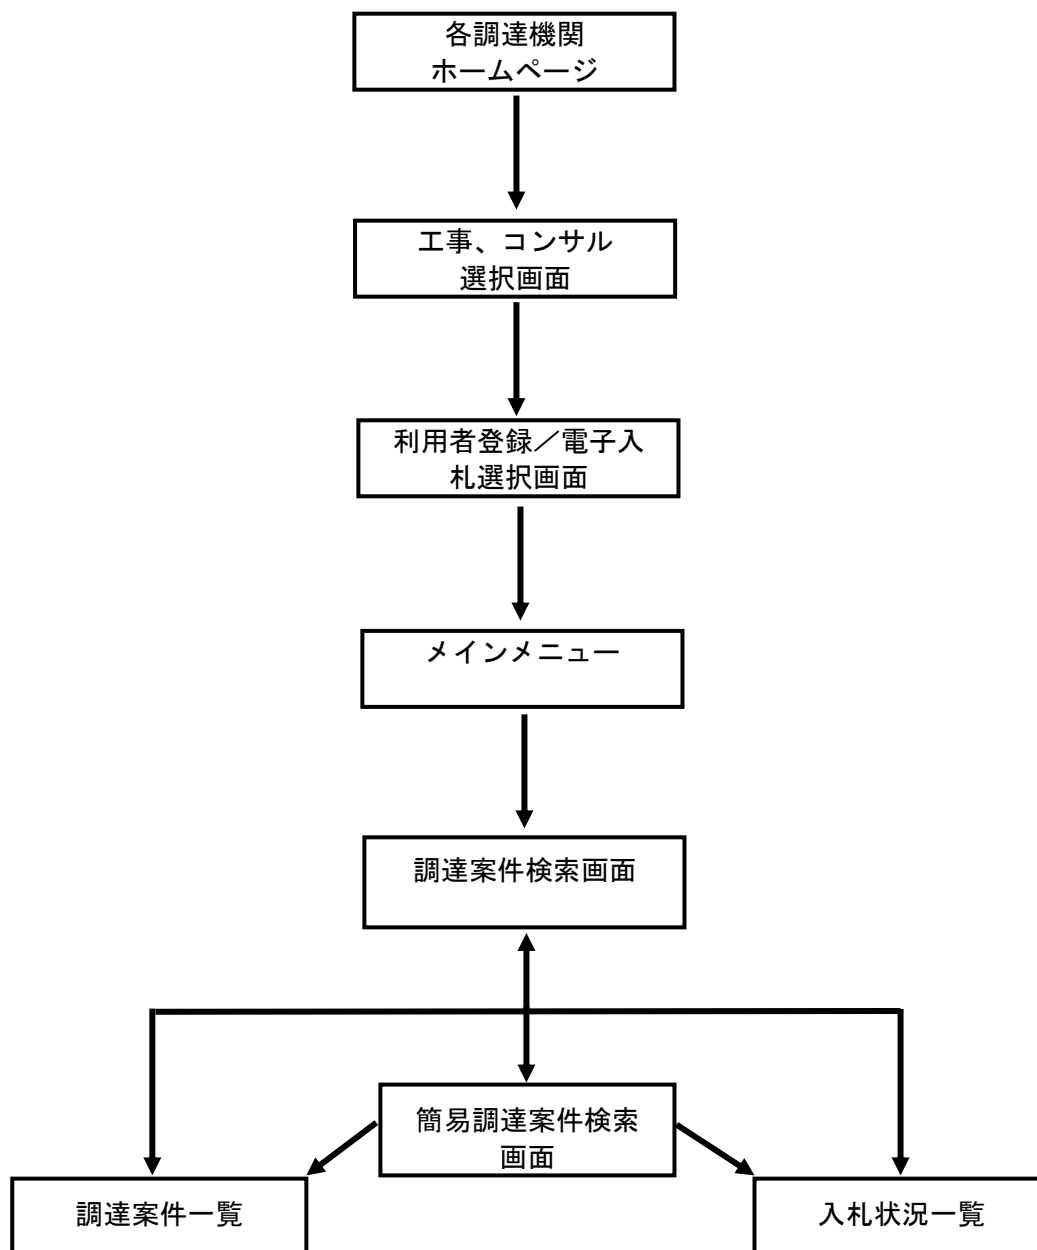 各調達機関
ホームページ
工事、コンサル
選択画面
利用者登録／電子入
札選択画面
メインメニュー
調達案件検索画面
簡易調達案件検索
画面
調達案件一覧
入札状況一覧